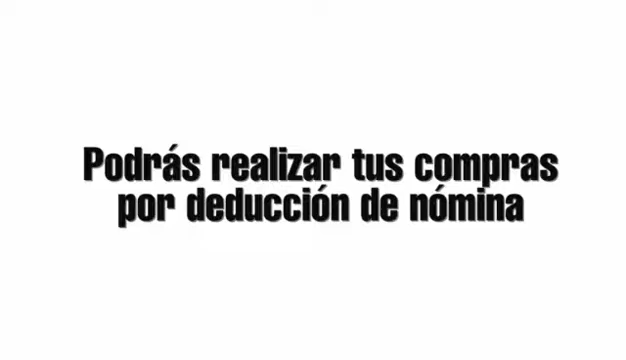 Podrás realizar tus compras
por deducción de nómina